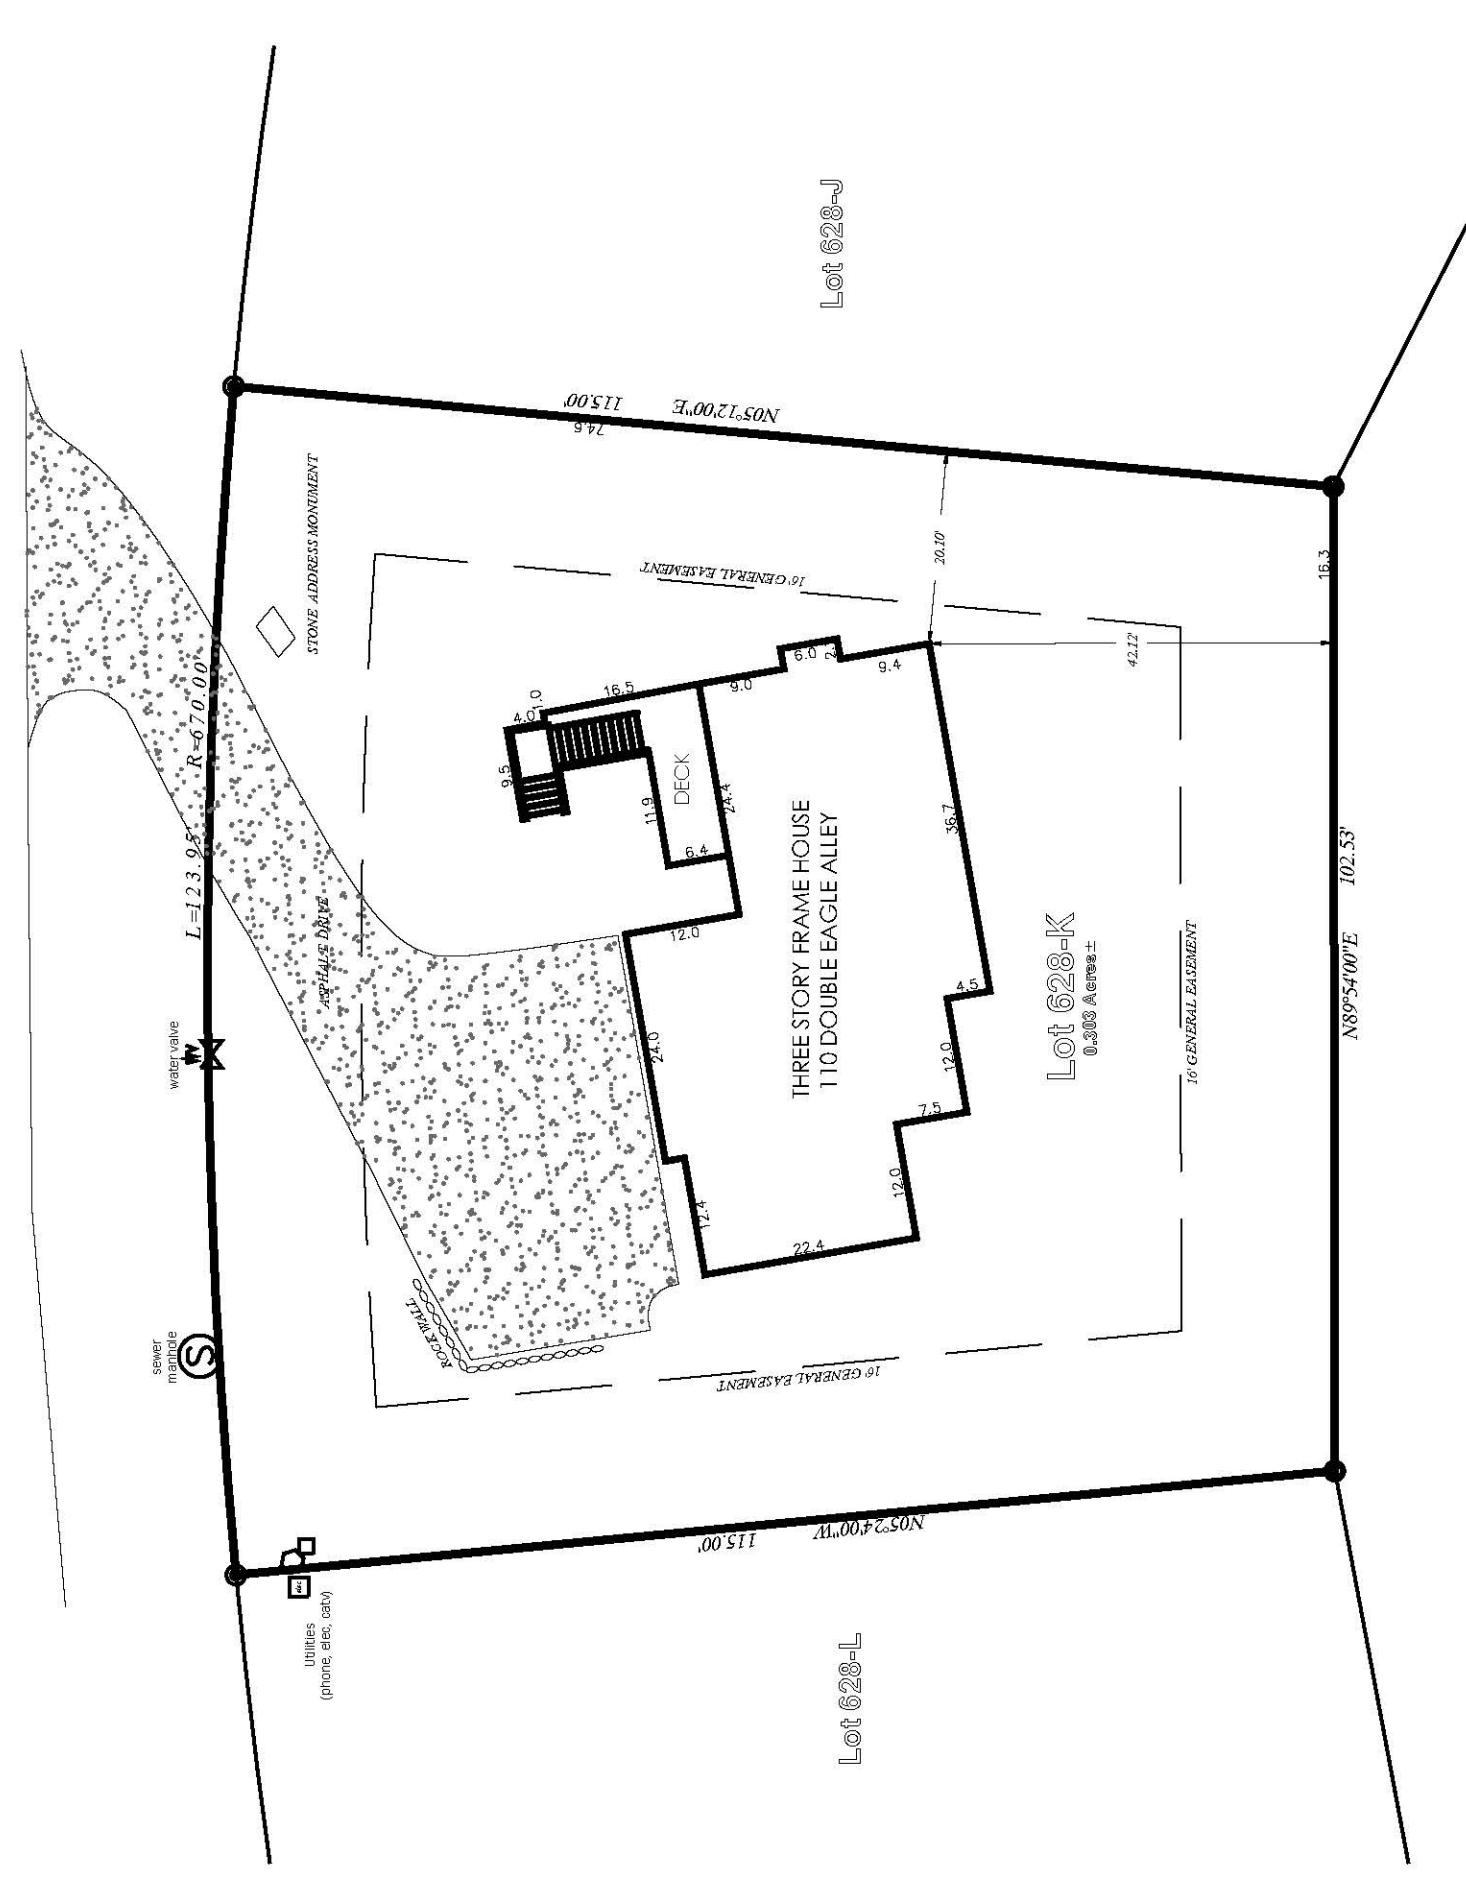 Lot 628-J
N05°12'00"E 115.00'
74.6
STONE ADDRESS MONUMENT
16' GENERAL EASEMENT
20.10'
42.12'
16.3
R=670.00'
L=123.95'
ASPHALT DRIVE
4.0
1.0
16.5
9.5
11.9
DECK
6.4
24.4
9.0
6.0
9.4
36.7
12.0
24.0
THREE STORY FRAME HOUSE
110 DOUBLE EAGLE ALLEY
4.5
12.0
7.5
12.0
12.4
22.4
Lot 628-K
0.303 Acres±
16' GENERAL EASEMENT
N89°54'00"E 102.53'
water valve
WV
sewer
manhole
S
ROCK WALL
16' GENERAL EASEMENT
N05°24'00"W 115.00'
elec
Utilities
(phone, elec, catv)
Lot 628-L